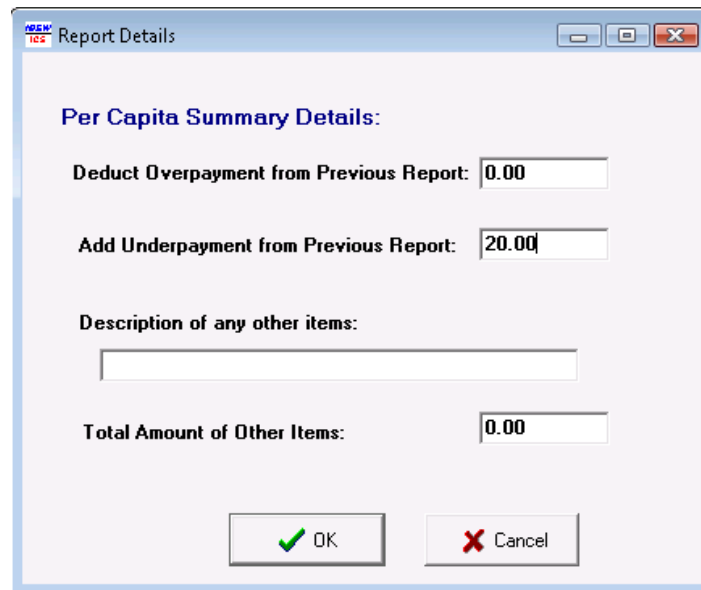 Report Details
Per Capita Summary Details:
Deduct Overpayment from Previous Report: 0.00
Add Underpayment from Previous Report: 20.00
Description of any other items:
Total Amount of Other Items: 0.00
OK Cancel